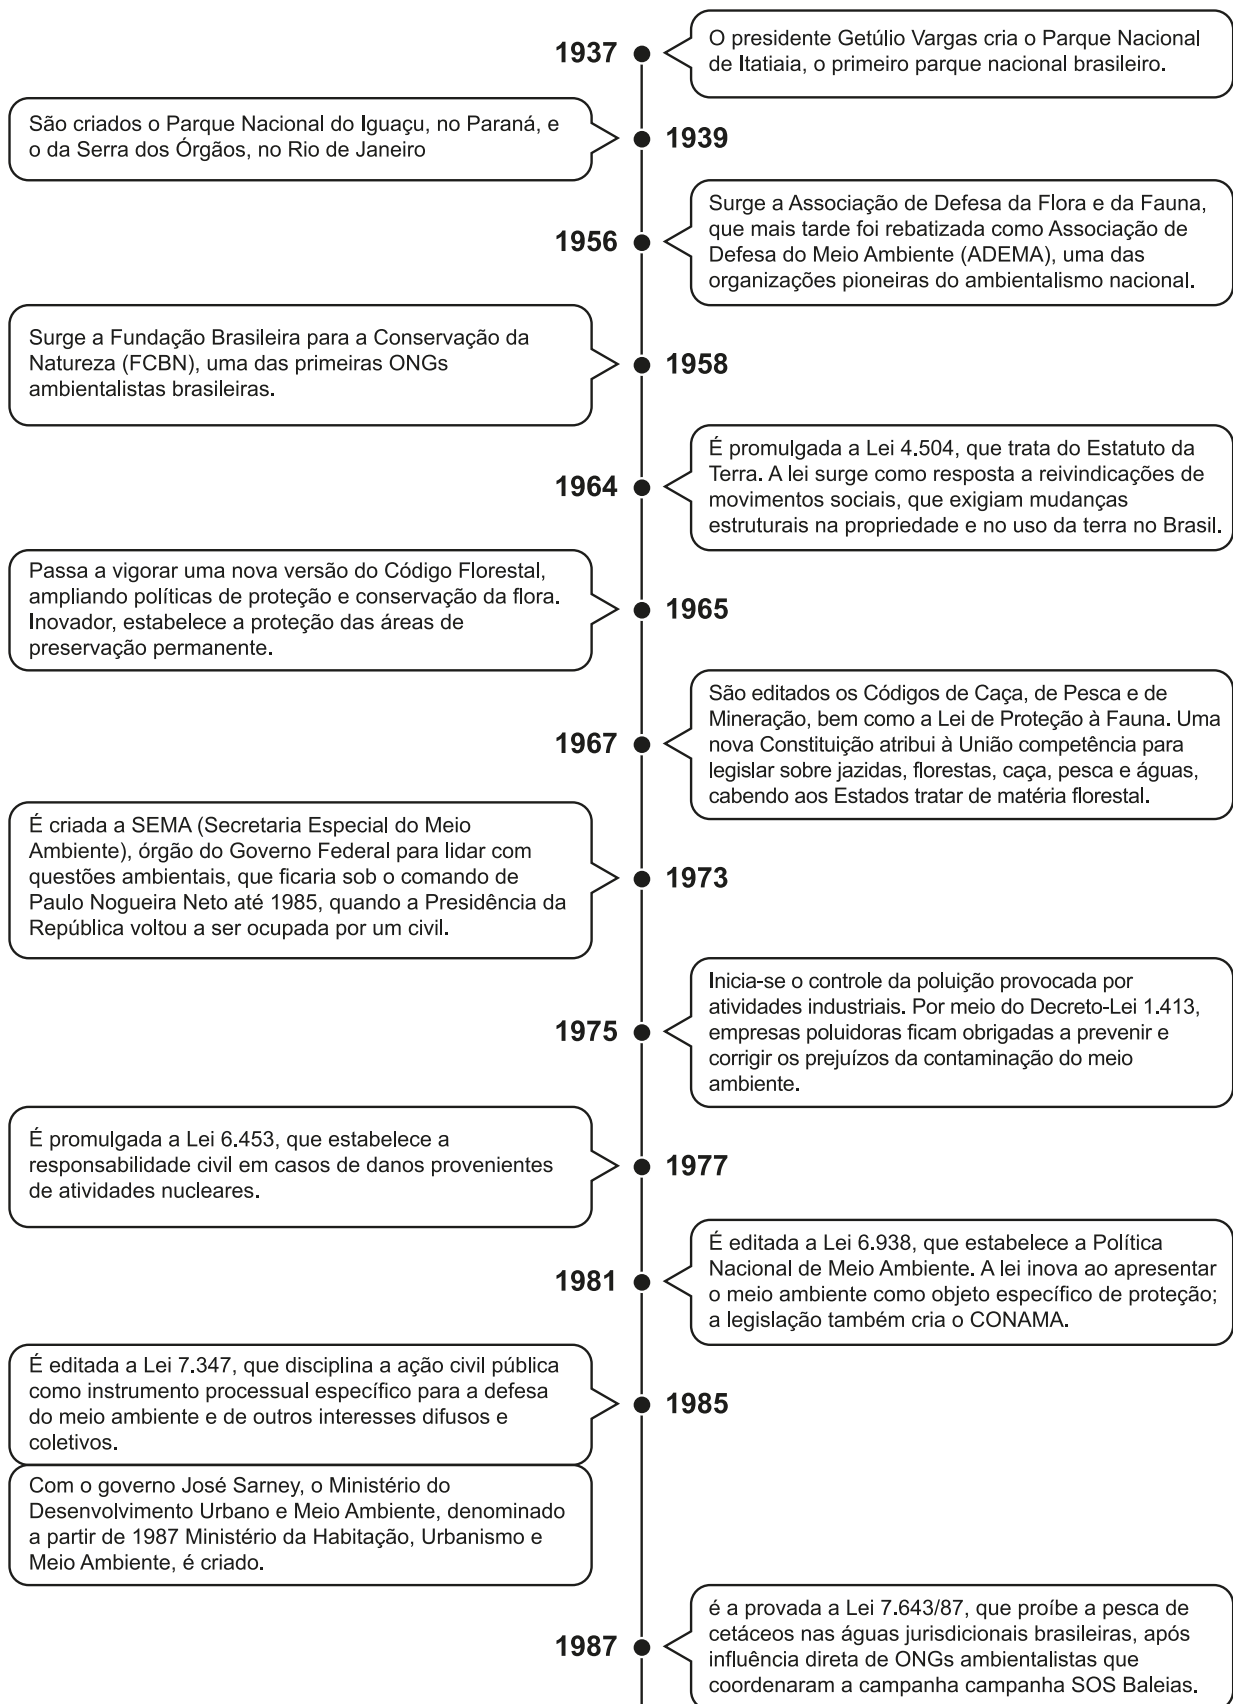 1937
O presidente Getúlio Vargas cria o Parque Nacional
de Itatiaia, o primeiro parque nacional brasileiro.
São criados o Parque Nacional do Iguaçu, no Paraná, e
o da Serra dos Órgãos, no Rio de Janeiro
1939
1956
Surge a Associação de Defesa da Flora e da Fauna,
que mais tarde foi rebatizada como Associação de
Defesa do Meio Ambiente (ADEMA), uma das
organizações pioneiras do ambientalismo nacional.
Surge a Fundação Brasileira para a Conservação da
Natureza (FCBN), uma das primeiras ONGs
ambientalistas brasileiras.
1958
1964
É promulgada a Lei 4.504, que trata do Estatuto da
Terra. A lei surge como resposta a reivindicações de
movimentos sociais, que exigiam mudanças
estruturais na propriedade e no uso da terra no Brasil.
Passa a vigorar uma nova versão do Código Florestal,
ampliando políticas de proteção e conservação da flora.
Inovador, estabelece a proteção das áreas de
preservação permanente.
1965
1967
São editados os Códigos de Caça, de Pesca e de
Mineração, bem como a Lei de Proteção à Fauna. Uma
nova Constituição atribui à União competência para
legislar sobre jazidas, florestas, caça, pesca e águas,
cabendo aos Estados tratar de matéria florestal.
É criada a SEMA (Secretaria Especial do Meio
Ambiente), órgão do Governo Federal para lidar com
questões ambientais, que ficaria sob o comando de
Paulo Nogueira Neto até 1985, quando a Presidência da
República voltou a ser ocupada por um civil.
1973
1975
Inicia-se o controle da poluição provocada por
atividades industriais. Por meio do Decreto-Lei 1.413,
empresas poluidoras ficam obrigadas a prevenir e
corrigir os prejuízos da contaminação do meio
ambiente.
É promulgada a Lei 6.453, que estabelece a
responsabilidade civil em casos de danos provenientes
de atividades nucleares.
1977
1981
É editada a Lei 6.938, que estabelece a Política
Nacional de Meio Ambiente. A lei inova ao apresentar
o meio ambiente como objeto específico de proteção;
a legislação também cria o CONAMA.
É editada a Lei 7.347, que disciplina a ação civil pública
como instrumento processual específico para a defesa
do meio ambiente e de outros interesses difusos e
coletivos.
1985
Com o governo José Sarney, o Ministério do
Desenvolvimento Urbano e Meio Ambiente, denominado
a partir de 1987 Ministério da Habitação, Urbanismo e
Meio Ambiente, é criado.
1987
é a provada a Lei 7.643/87, que proíbe a pesca de
cetáceos nas águas jurisdicionais brasileiras, após
influência direta de ONGs ambientalistas que
coordenaram a campanha campanha SOS Baleias.